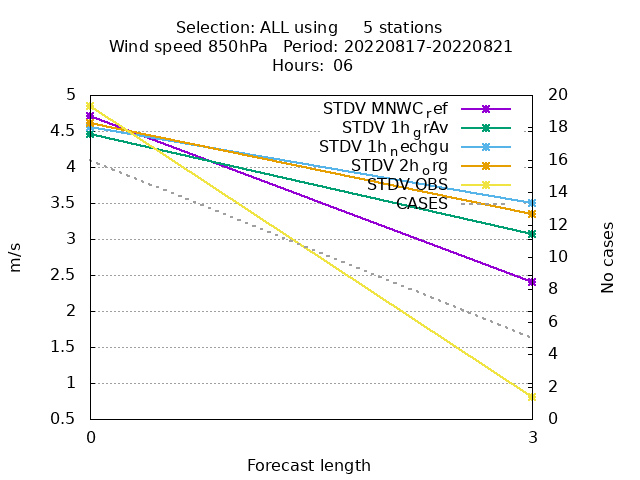 Selection: ALL using 5 stations
Wind speed 850hPa Period: 20220817-20220821
Hours: 06
STDV MNWC_ref
STDV 1h_grAv
STDV 1h_nechgu
STDV 2h_org
STDV OBS
CASES
5
4.5
4
3.5
3
2.5
2
1.5
1
0.5
m/s
20
18
16
14
12
10
8
6
4
2
0
No cases
0
3
Forecast length